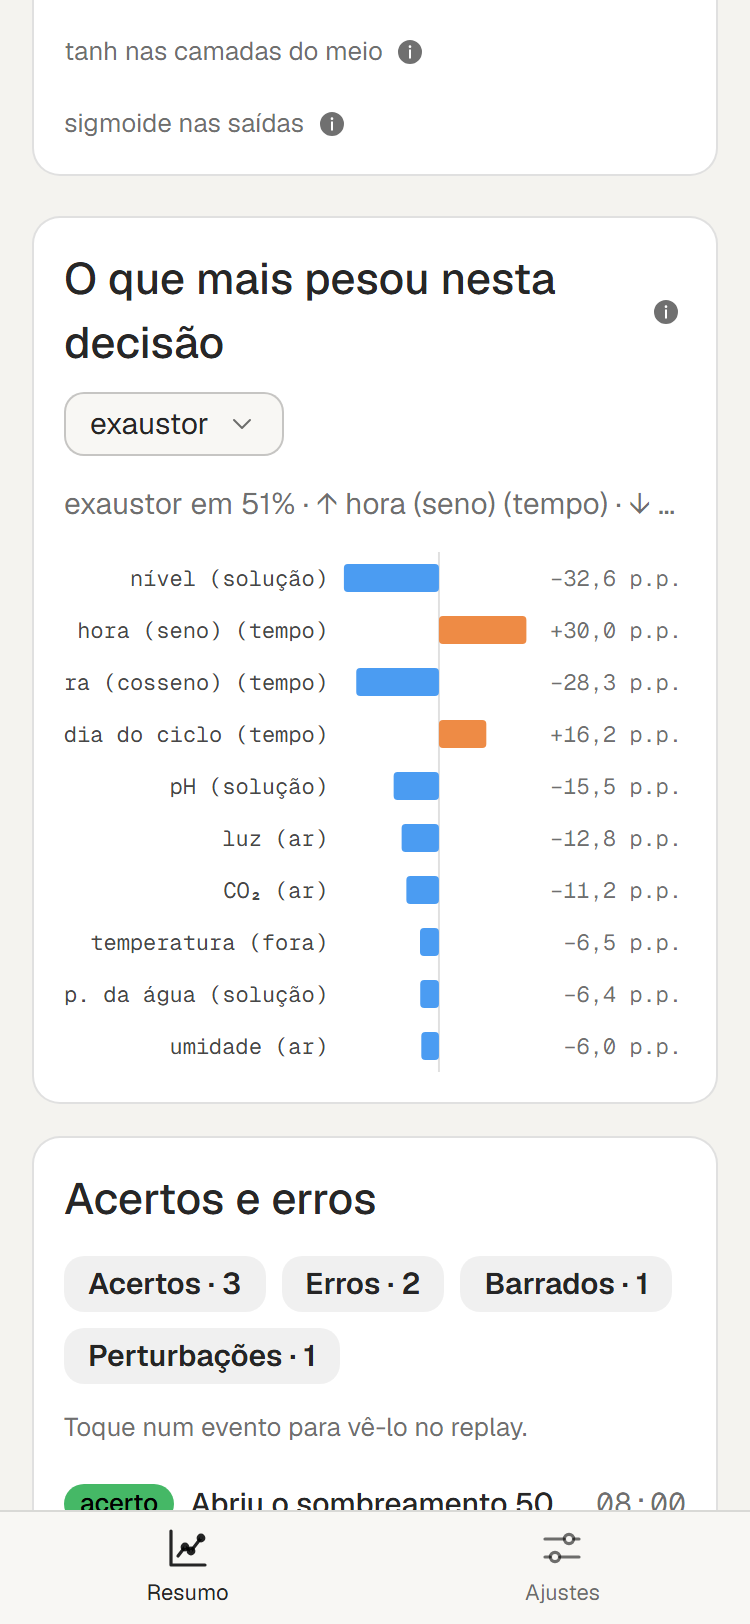 tanh nas camadas do meio
sigmoide nas saídas
O que mais pesou nesta
decisão
exaustor
exaustor em 51% · ↑ hora (seno) (tempo) · ↓ ...
nível (solução) −32,6 p.p.
hora (seno) (tempo) +30,0 p.p.
ra (cosseno) (tempo) −28,3 p.p.
dia do ciclo (tempo) +16,2 p.p.
pH (solução) −15,5 p.p.
luz (ar) −12,8 p.p.
CO₂ (ar) −11,2 p.p.
temperatura (fora) −6,5 p.p.
p. da água (solução) −6,4 p.p.
umidade (ar) −6,0 p.p.
Acertos e erros
Acertos · 3 Erros · 2 Barrados · 1
Perturbações · 1
Toque num evento para vê-lo no replay.
acerto Abriu o sombreamento 50 08:00
Resumo Ajustes